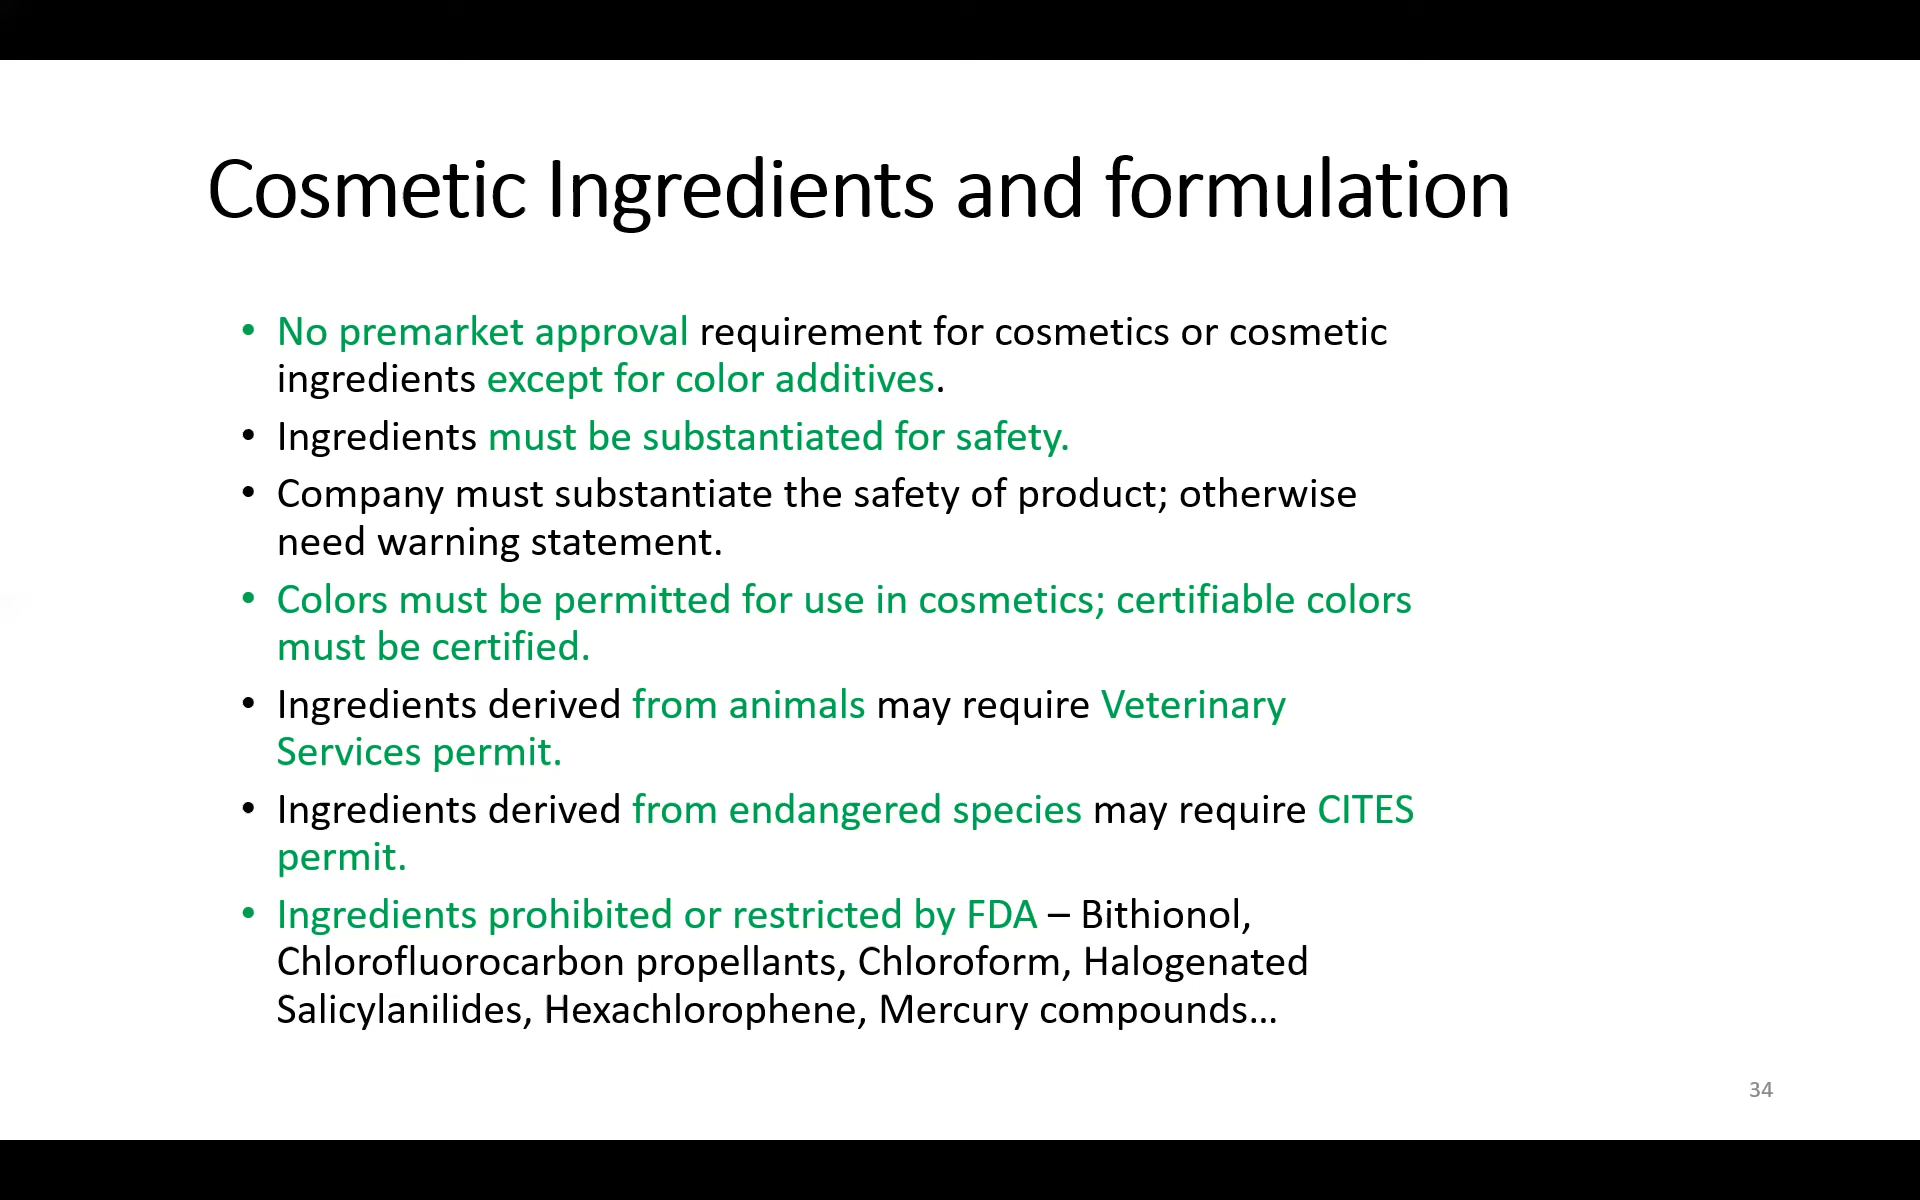 Cosmetic Ingredients and formulation
• No premarket approval requirement for cosmetics or cosmetic
ingredients except for color additives.
• Ingredients must be substantiated for safety.
• Company must substantiate the safety of product; otherwise
need warning statement.
• Colors must be permitted for use in cosmetics; certifiable colors
must be certified.
• Ingredients derived from animals may require Veterinary
Services permit.
• Ingredients derived from endangered species may require CITES
permit.
• Ingredients prohibited or restricted by FDA – Bithionol,
Chlorofluorocarbon propellants, Chloroform, Halogenated
Salicylanilides, Hexachlorophene, Mercury compounds…
34